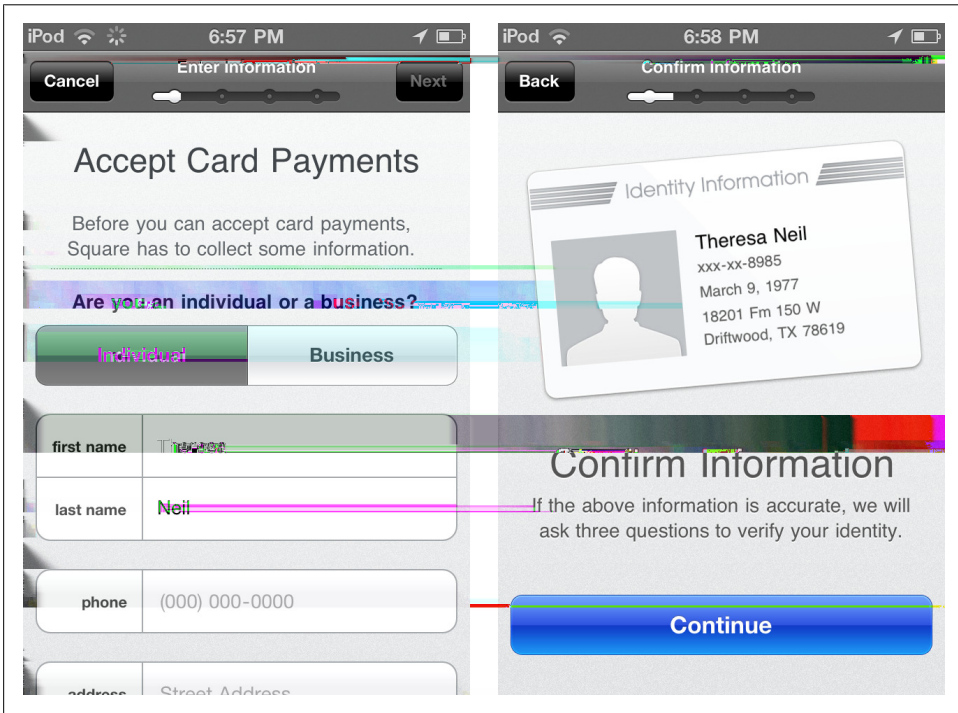 iPod 6:57 PM
Cancel Enter Information Next
Accept Card Payments
Before you can accept card payments,
Square has to collect some information.
Are you an individual or a business?
Individual Business
first name Theresa
last name Neil
phone (000) 000-0000
address Street Address
iPod 6:58 PM
Back Confirm Information
Identity Information
Theresa Neil
xxx-xx-8985
March 9, 1977
18201 Fm 150 W
Driftwood, TX 78619
Confirm Information
If the above information is accurate, we will
ask three questions to verify your identity.
Continue